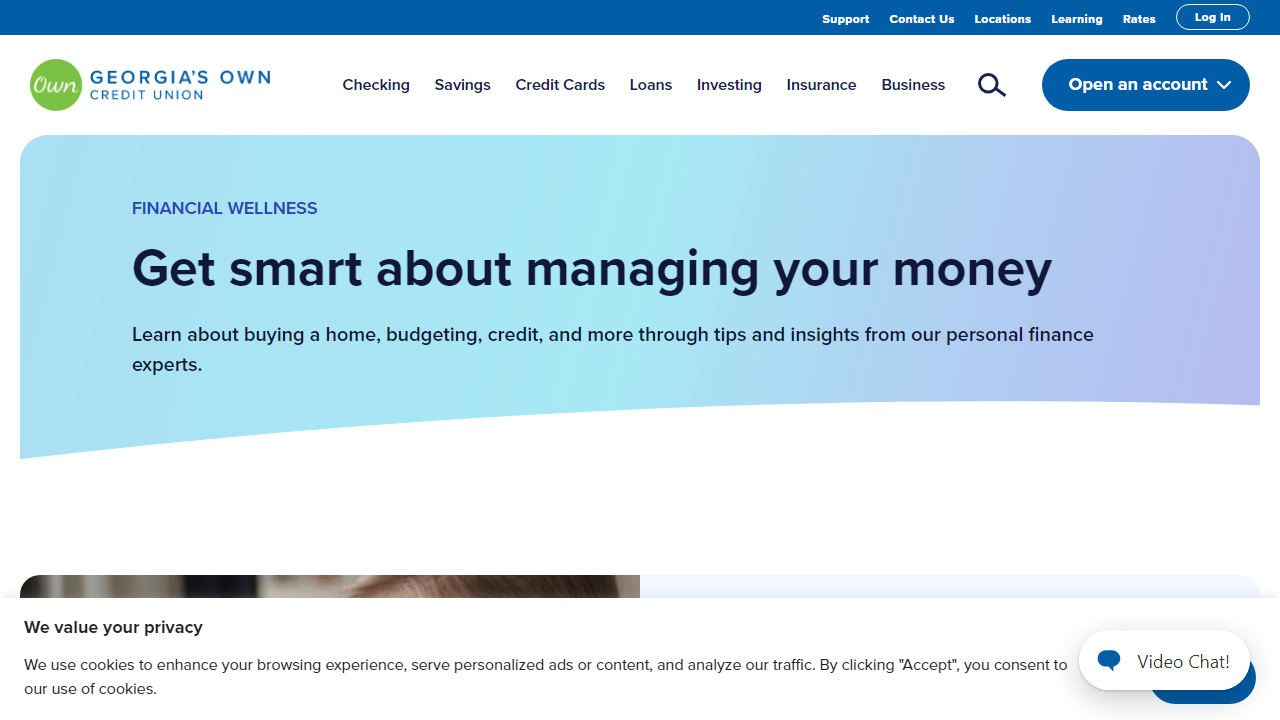 Support Contact Us Locations Learning Rates Log In
Own GEORGIA'S OWN
CREDIT UNION
Checking Savings Credit Cards Loans Investing Insurance Business Open an account
FINANCIAL WELLNESS
Get smart about managing your money
Learn about buying a home, budgeting, credit, and more through tips and insights from our personal finance
experts.
We value your privacy
We use cookies to enhance your browsing experience, serve personalized ads or content, and analyze our traffic. By clicking "Accept", you consent to
our use of cookies.
Video Chat!